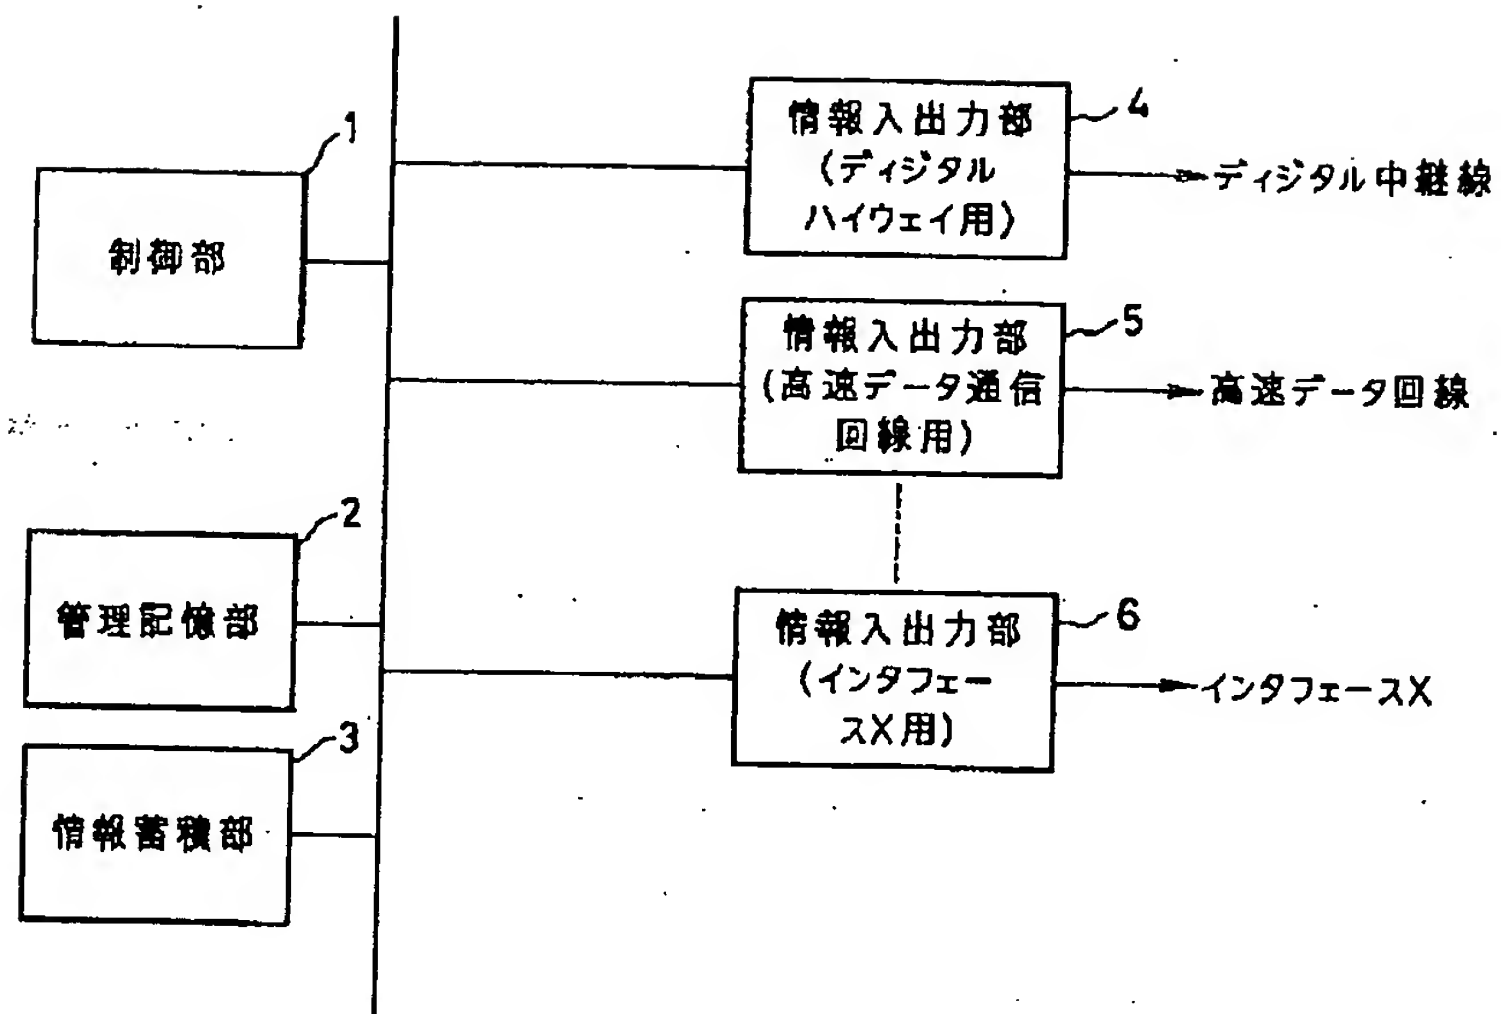 1
制御部
2
管理記憶部
3
情報蓄積部
4
情報入出力部
(ディジタル
ハイウェイ用)
ディジタル中継線
5
情報入出力部
(高速データ通信
回線用)
高速データ回線
6
情報入出力部
(インタフェー
スX用)
インタフェースX